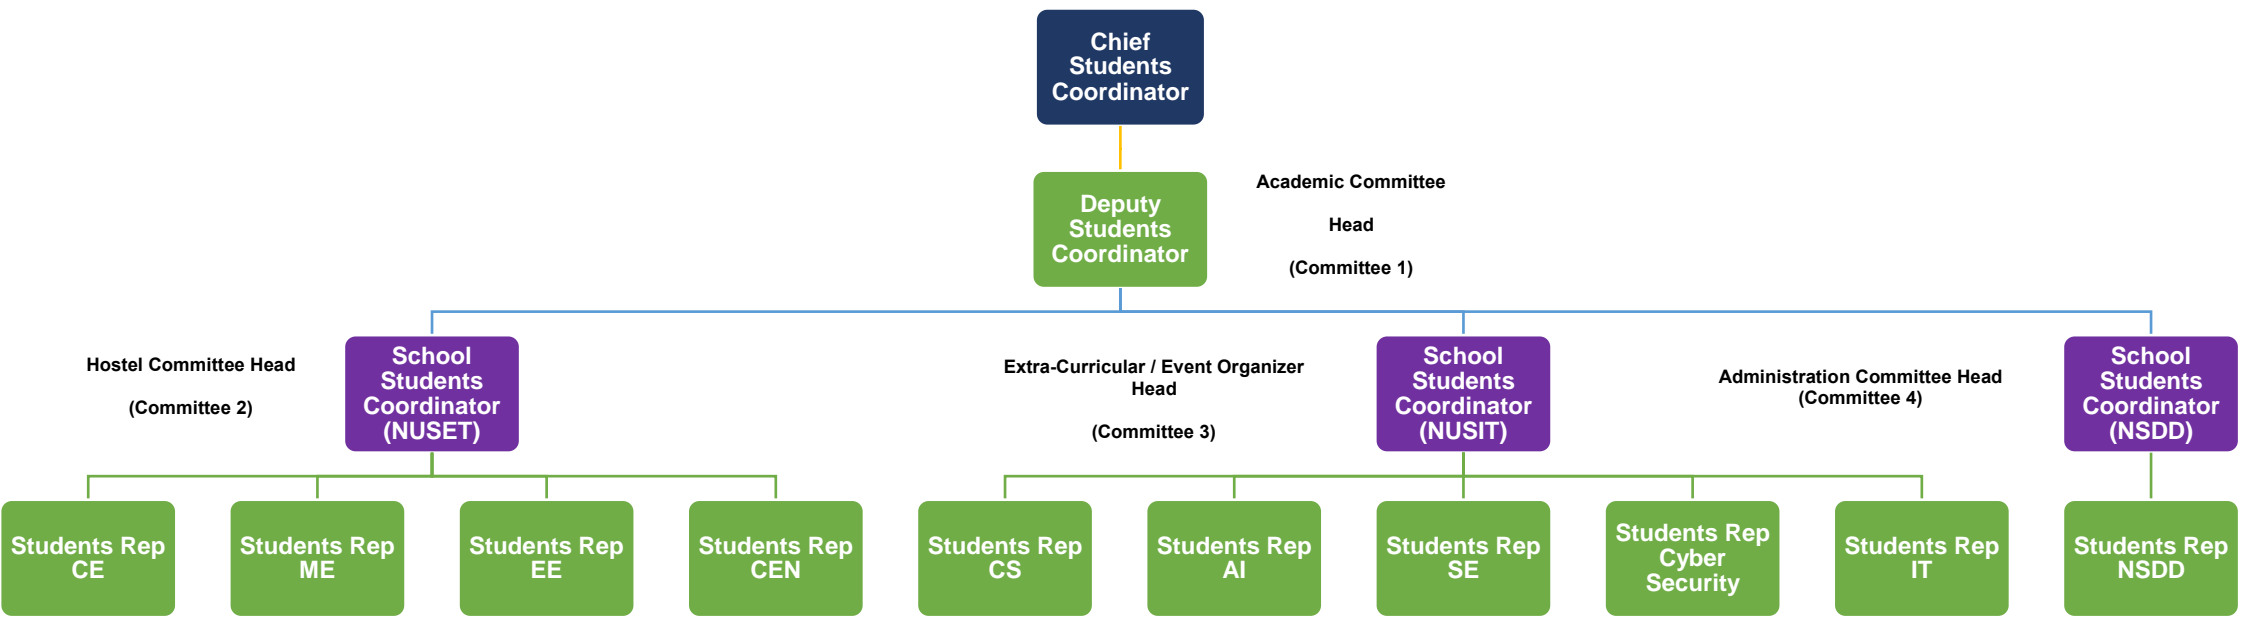 Chief
Students
Coordinator
Deputy
Students
Coordinator
Academic Committee
Head
(Committee 1)
Hostel Committee Head
(Committee 2)
School
Students
Coordinator
(NUSET)
Extra-Curricular / Event Organizer
Head
(Committee 3)
School
Students
Coordinator
(NUSIT)
Administration Committee Head
(Committee 4)
School
Students
Coordinator
(NSDD)
Students Rep
CE
Students Rep
ME
Students Rep
EE
Students Rep
CEN
Students Rep
CS
Students Rep
AI
Students Rep
SE
Students Rep
Cyber
Security
Students Rep
IT
Students Rep
NSDD